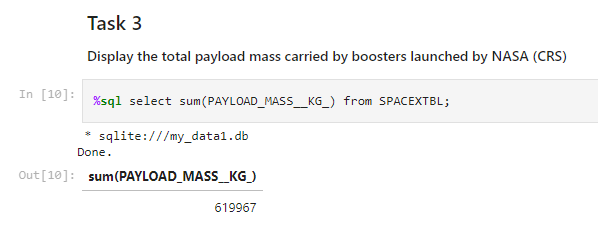 Task 3
Display the total payload mass carried by boosters launched by NASA (CRS)
In [10]: %sql select sum(PAYLOAD_MASS__KG_) from SPACEXTBL;
* sqlite:///my_data1.db
Done.
Out[10]: sum(PAYLOAD_MASS__KG_)
619967